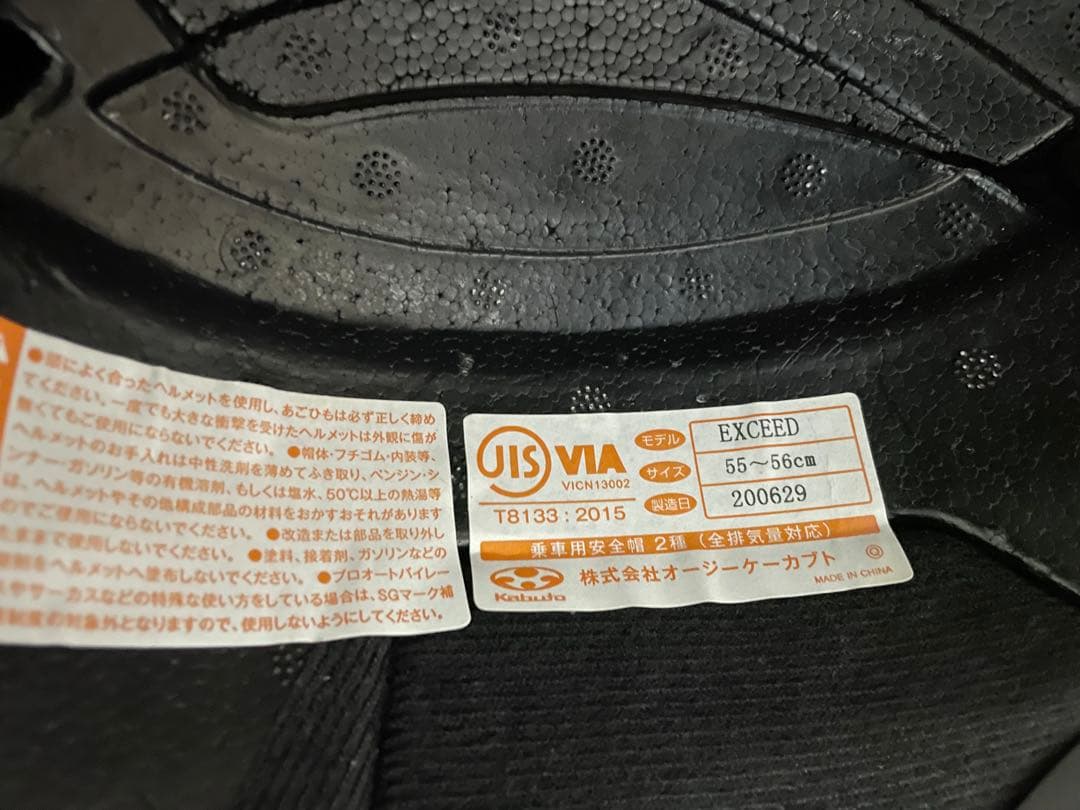 ●頭によく合ったヘルメットを使用し、あごひもは必ず正しく締め
てください。一度でも大きな衝撃を受けたヘルメットは外観に傷が
無くてもご使用にならないでください。●帽体・フチゴム・内装等、
ヘルメットのお手入れは中性洗剤を薄めてふき取り、ベンジン・シ
ンナー・ガソリン等の有機溶剤、もしくは塩水、50℃以上の熱湯等
は、ヘルメットやその他構成部品の材料をおかすおそれがあります
のでご使用にならないでください。●改造または部品を取り外し
たままで使用しないでください。●塗料、接着剤、ガソリンなどの
をヘルメットへ塗布しないでください。●プロオートバイレー
スやサーカスなどの特殊な使い方をしている場合は、SGマーク補
償制度の対象外となりますので、使用しないようにしてください。
JIS VIA
VICN13002
T8133:2015
モデル EXCEED
サイズ 55～56cm
製造日 200629
乗車用安全帽 2種 (全排気量対応)
Kabuto 株式会社オージーケーカブト
MADE IN CHINA